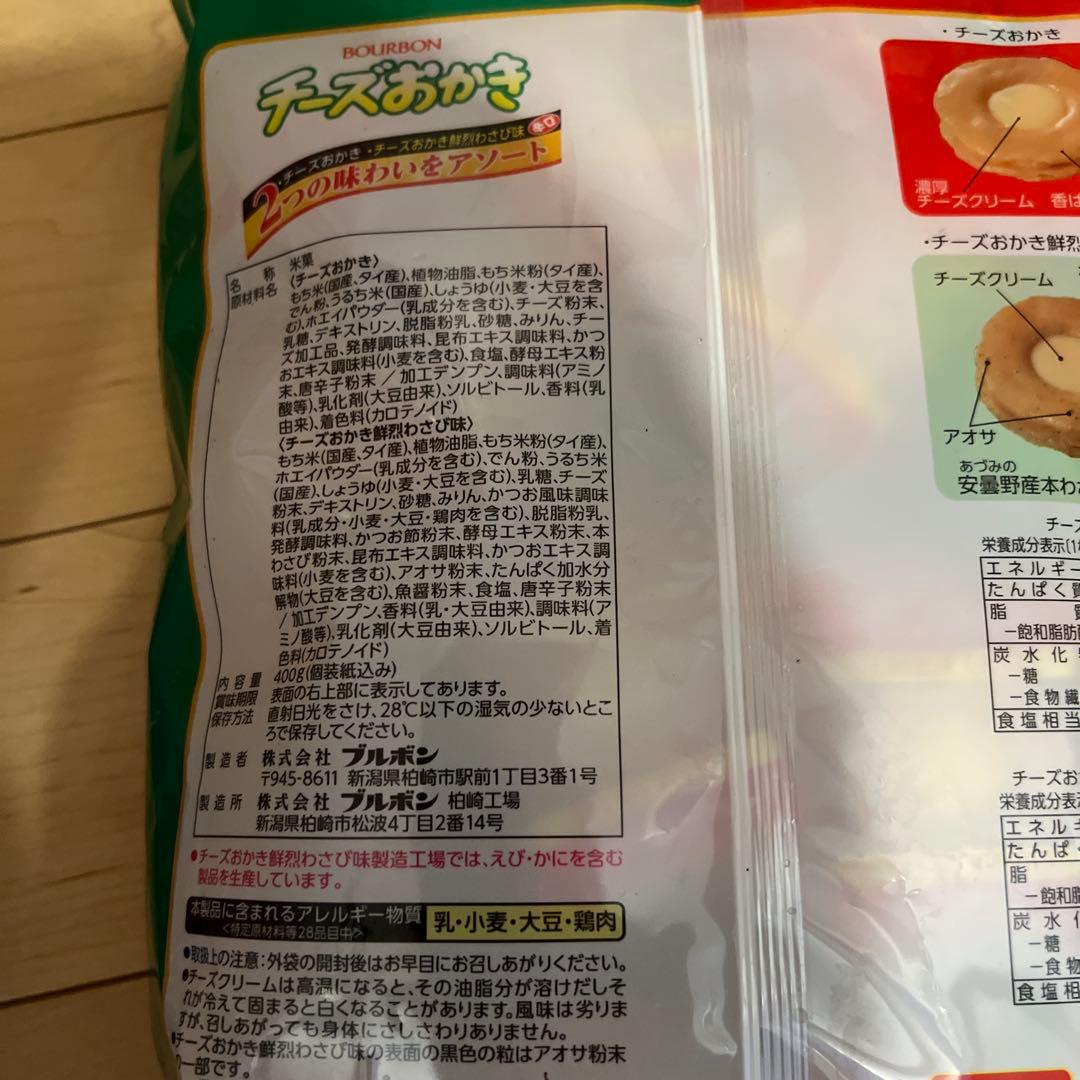 BOURBON
チーズおかき
・チーズおかき・チーズおかき鮮烈わさび味 辛口
2つの味わいをアソート
名称 米菓
原材料名 〈チーズおかき〉
もち米(国産、タイ産)、植物油脂、もち米粉(タイ産)、
でん粉、うるち米(国産)、しょうゆ(小麦・大豆を含
む)、ホエイパウダー(乳成分を含む)、チーズ粉末、
乳糖、デキストリン、脱脂粉乳、砂糖、みりん、チー
ズ加工品、発酵調味料、昆布エキス調味料、かつ
おエキス調味料(小麦を含む)、食塩、酵母エキス粉
末、唐辛子粉末 / 加工デンプン、調味料(アミノ
酸等)、乳化剤(大豆由来)、ソルビトール、香料(乳
由来)、着色料(カロテノイド)
〈チーズおかき鮮烈わさび味〉
もち米(国産、タイ産)、植物油脂、もち米粉(タイ産)、
ホエイパウダー(乳成分を含む)、でん粉、うるち米
(国産)、しょうゆ(小麦・大豆を含む)、乳糖、チーズ
粉末、デキストリン、砂糖、みりん、かつお風味調味
料(乳成分・小麦・大豆・鶏肉を含む)、脱脂粉乳、
発酵調味料、かつお節粉末、酵母エキス粉末、本
わさび粉末、昆布エキス調味料、かつおエキス調
味料(小麦を含む)、アオサ粉末、たんぱく加水分
解物(大豆を含む)、魚醤粉末、食塩、唐辛子粉末
/ 加工デンプン、香料(乳・大豆由来)、調味料(ア
ミノ酸等)、乳化剤(大豆由来)、ソルビトール、着
色料(カロテノイド)
内容量 400g(個装紙込み)
賞味期限 表面の右上部に表示してあります。
保存方法 直射日光をさけ、28℃以下の湿気の少ないとこ
ろで保存してください。
製造者 株式会社 ブルボン
〒945-8611 新潟県柏崎市駅前1丁目3番1号
製造所 株式会社 ブルボン 柏崎工場
新潟県柏崎市松波4丁目2番14号
●チーズおかき鮮烈わさび味製造工場では、えび・かにを含む
製品を生産しています。
本製品に含まれるアレルギー物質
<特定原材料等28品目中> 乳・小麦・大豆・鶏肉
●取扱上の注意:外袋の開封後はお早目にお召しあがりください。
●チーズクリームは高温になると、その油脂分が溶けだしそ
れが冷えて固まると白くなることがあります。風味は劣りま
すが、召しあがっても身体にさしさわりありません。
●チーズおかき鮮烈わさび味の表面の黒色の粒はアオサ粉末
の一部です。
・チーズおかき
濃厚
チーズクリーム 香は
・チーズおかき鮮烈
チーズクリーム
アオサ
あづみの
安曇野産本わ
チーズ
栄養成分表示(1
エネルギー
たんぱく質
脂質
―飽和脂肪
炭水化
―糖
―食物繊
食塩相当
チーズお
栄養成分表
エネルギ
たんぱ
脂
―飽和脂
炭水化
―糖
―食物
食塩相